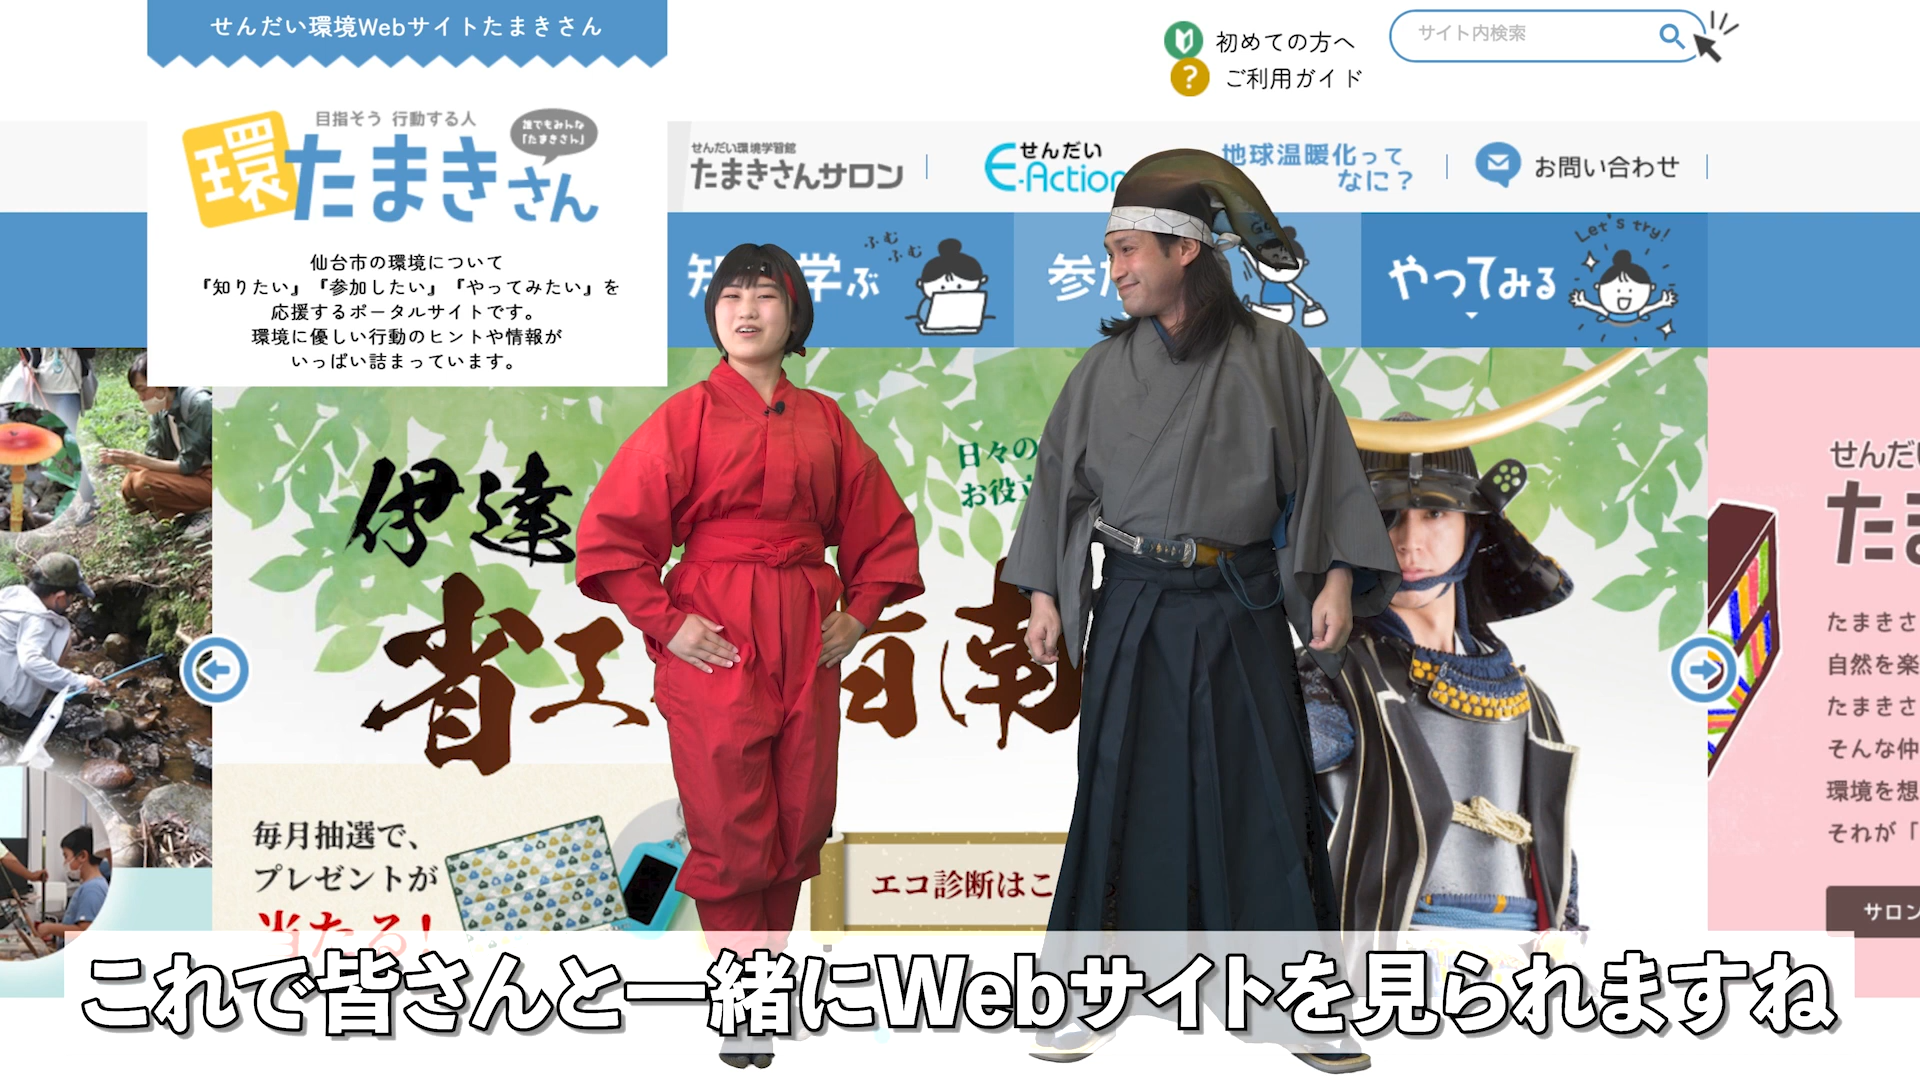 せんだい環境Webサイトたまきさん
初めての方へ
ご利用ガイド
サイト内検索
目指そう 行動する人
誰でもみんな
「たまきさん」
環
たまきさん
仙台市の環境について
『知りたい』『参加したい』『やってみたい』を
応援するポータルサイトです。
環境に優しい行動のヒントや情報が
いっぱい詰まっています。
せんだい環境学習館
たまきさんサロン
せんだい
E-Action
地球温暖化って
なに？
お問い合わせ
学ぶ
ふむ
ふむ
参
やってみる
Let's try!
伊達
省エ
南
日々の
お役立
毎月抽選で、
プレゼントが
当たる!
エコ診断はこ
せんだい
たま
たまきさ
自然を楽
たまきさ
そんな仲
環境を想
それが「
サロン
これで皆さんと一緒にWebサイトを見られますね